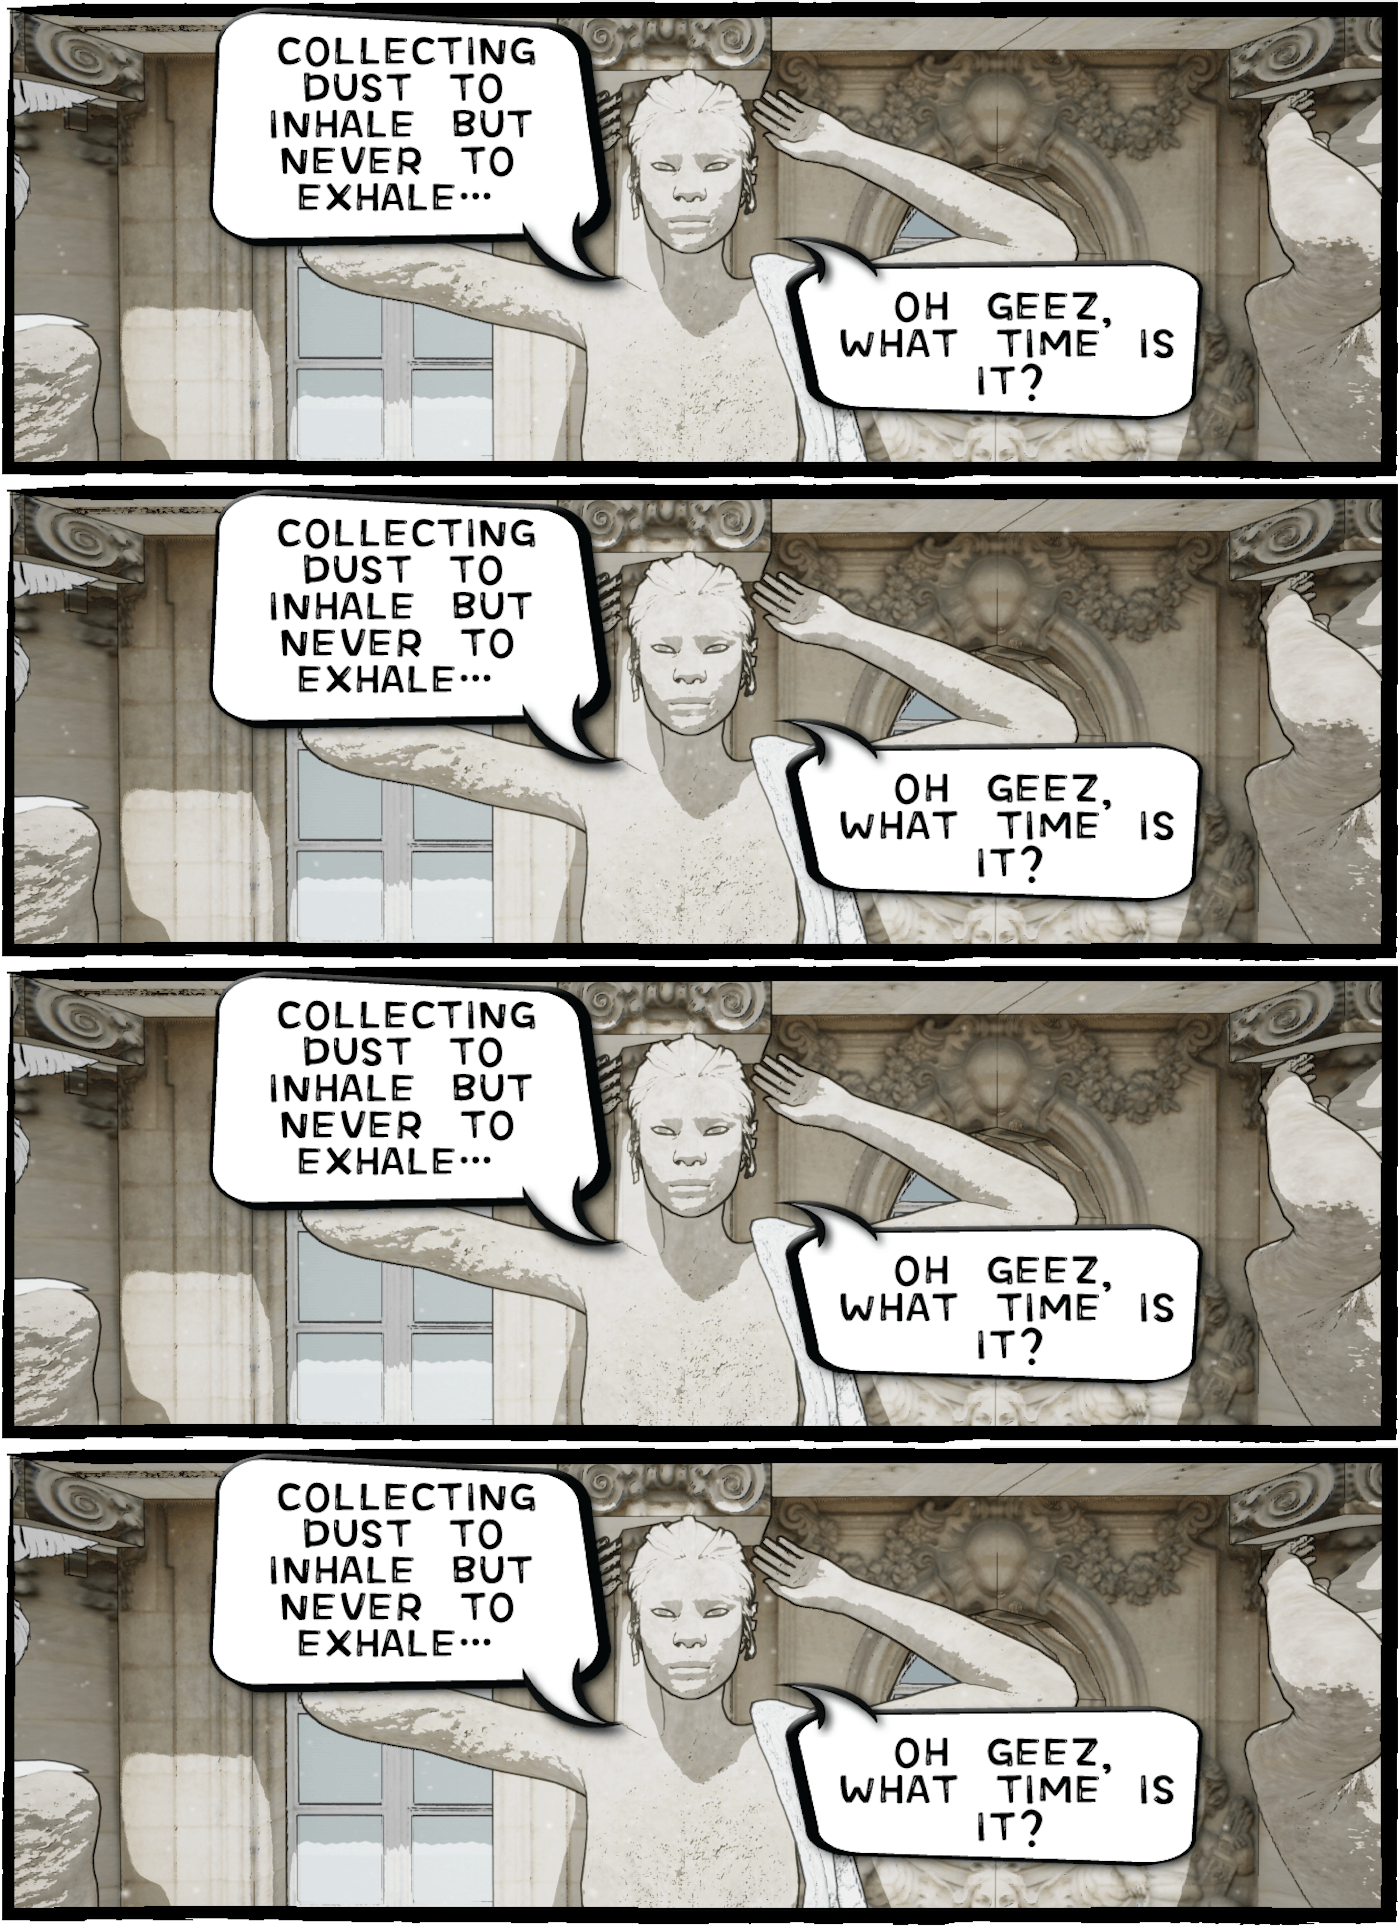 COLLECTING
DUST TO
INHALE BUT
NEVER TO
EXHALE...
OH GEEZ,
WHAT TIME IS
IT?
COLLECTING
DUST TO
INHALE BUT
NEVER TO
EXHALE...
OH GEEZ,
WHAT TIME IS
IT?
COLLECTING
DUST TO
INHALE BUT
NEVER TO
EXHALE...
OH GEEZ,
WHAT TIME IS
IT?
COLLECTING
DUST TO
INHALE BUT
NEVER TO
EXHALE...
OH GEEZ,
WHAT TIME IS
IT?